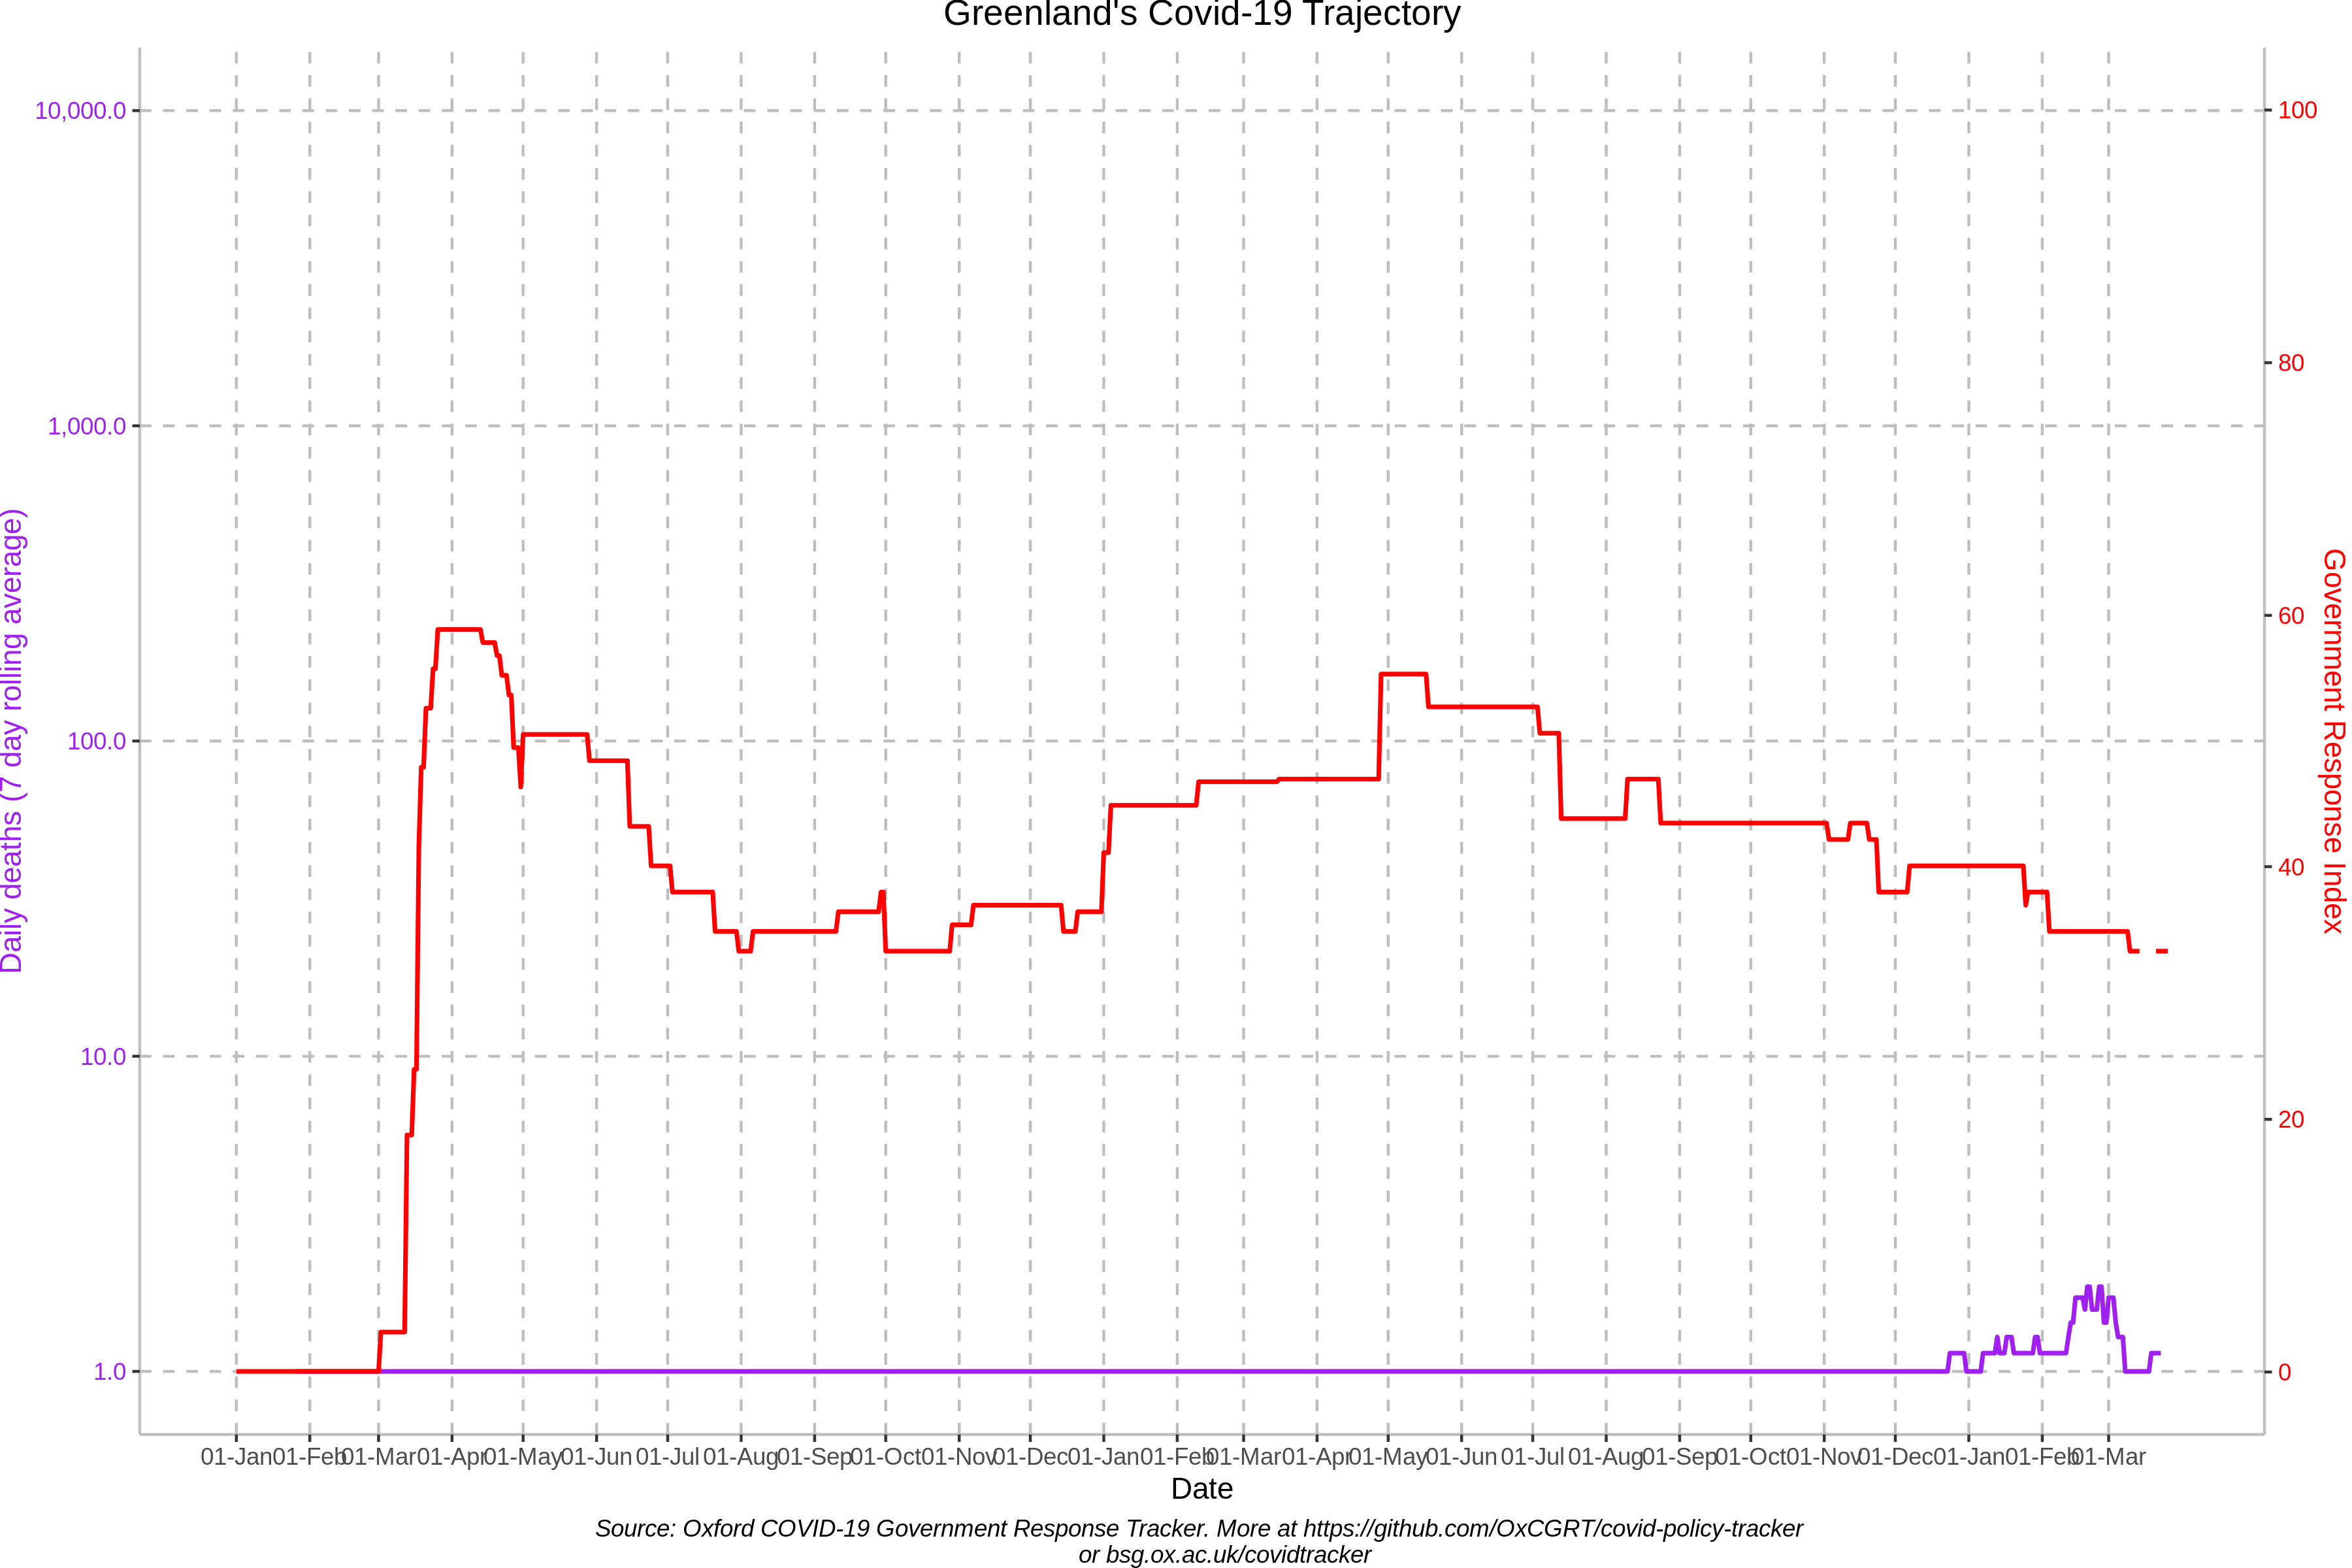 Greenland's Covid-19 Trajectory
10,000.0
1,000.0
100.0
10.0
1.0
Daily deaths (7 day rolling average)
100
80
60
40
20
0
Government Response Index
01-Jan 01-Feb 01-Mar 01-Apr 01-May 01-Jun 01-Jul 01-Aug 01-Sep 01-Oct 01-Nov 01-Dec 01-Jan 01-Feb 01-Mar 01-Apr 01-May 01-Jun 01-Jul 01-Aug 01-Sep 01-Oct 01-Nov 01-Dec 01-Jan 01-Feb 01-Mar
Date
Source: Oxford COVID-19 Government Response Tracker. More at https://github.com/OxCGRT/covid-policy-tracker
or bsg.ox.ac.uk/covidtracker